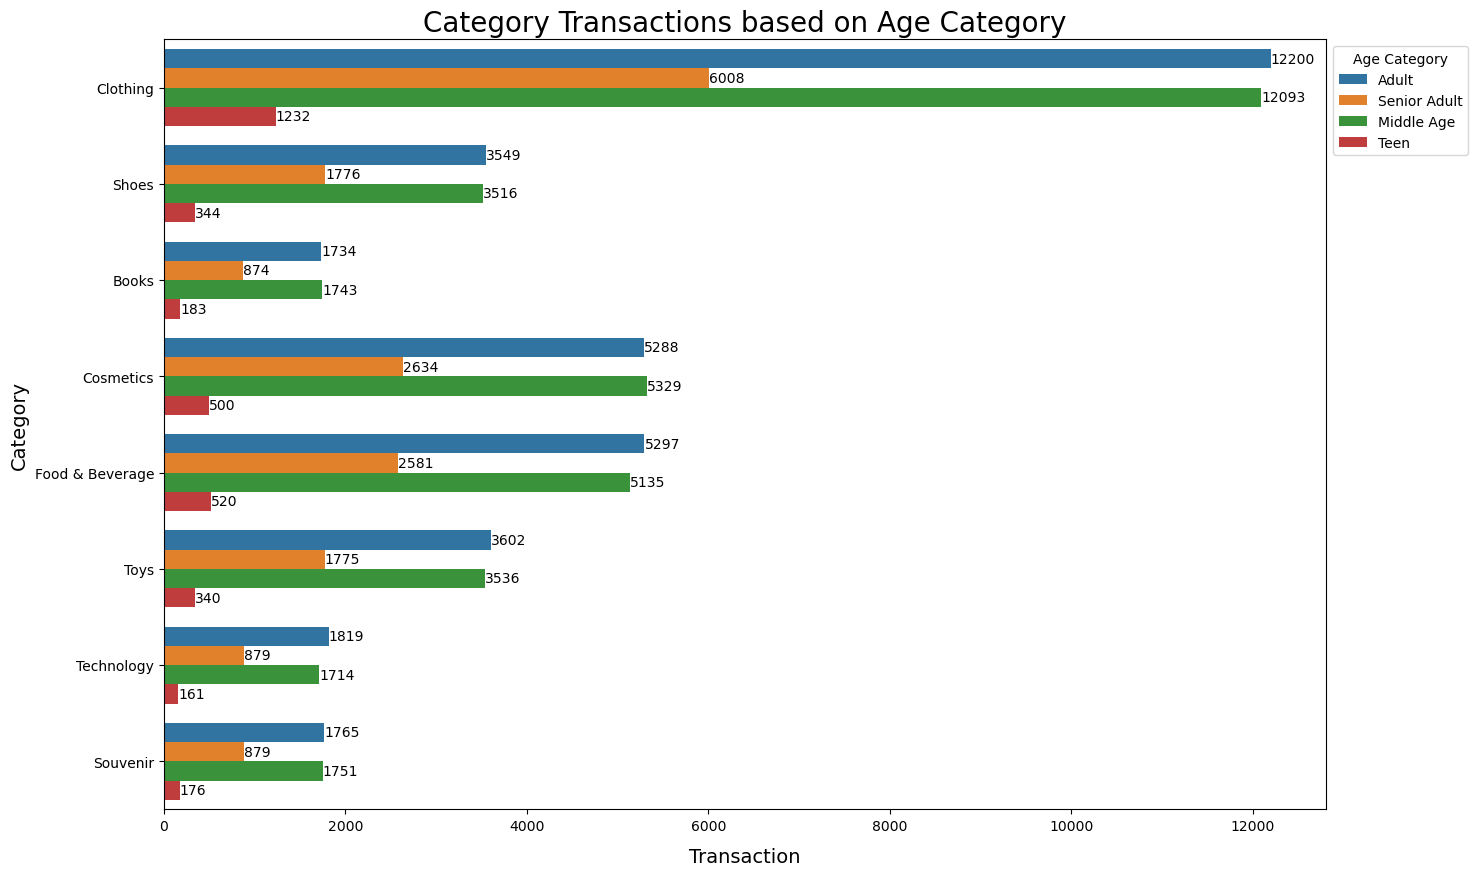 Category Transactions based on Age Category
Age Category
Adult
Senior Adult
Middle Age
Teen
Category
Clothing
12200
6008
12093
1232
Shoes
3549
1776
3516
344
Books
1734
874
1743
183
Cosmetics
5288
2634
5329
500
Food & Beverage
5297
2581
5135
520
Toys
3602
1775
3536
340
Technology
1819
879
1714
161
Souvenir
1765
879
1751
176
0 2000 4000 6000 8000 10000 12000
Transaction